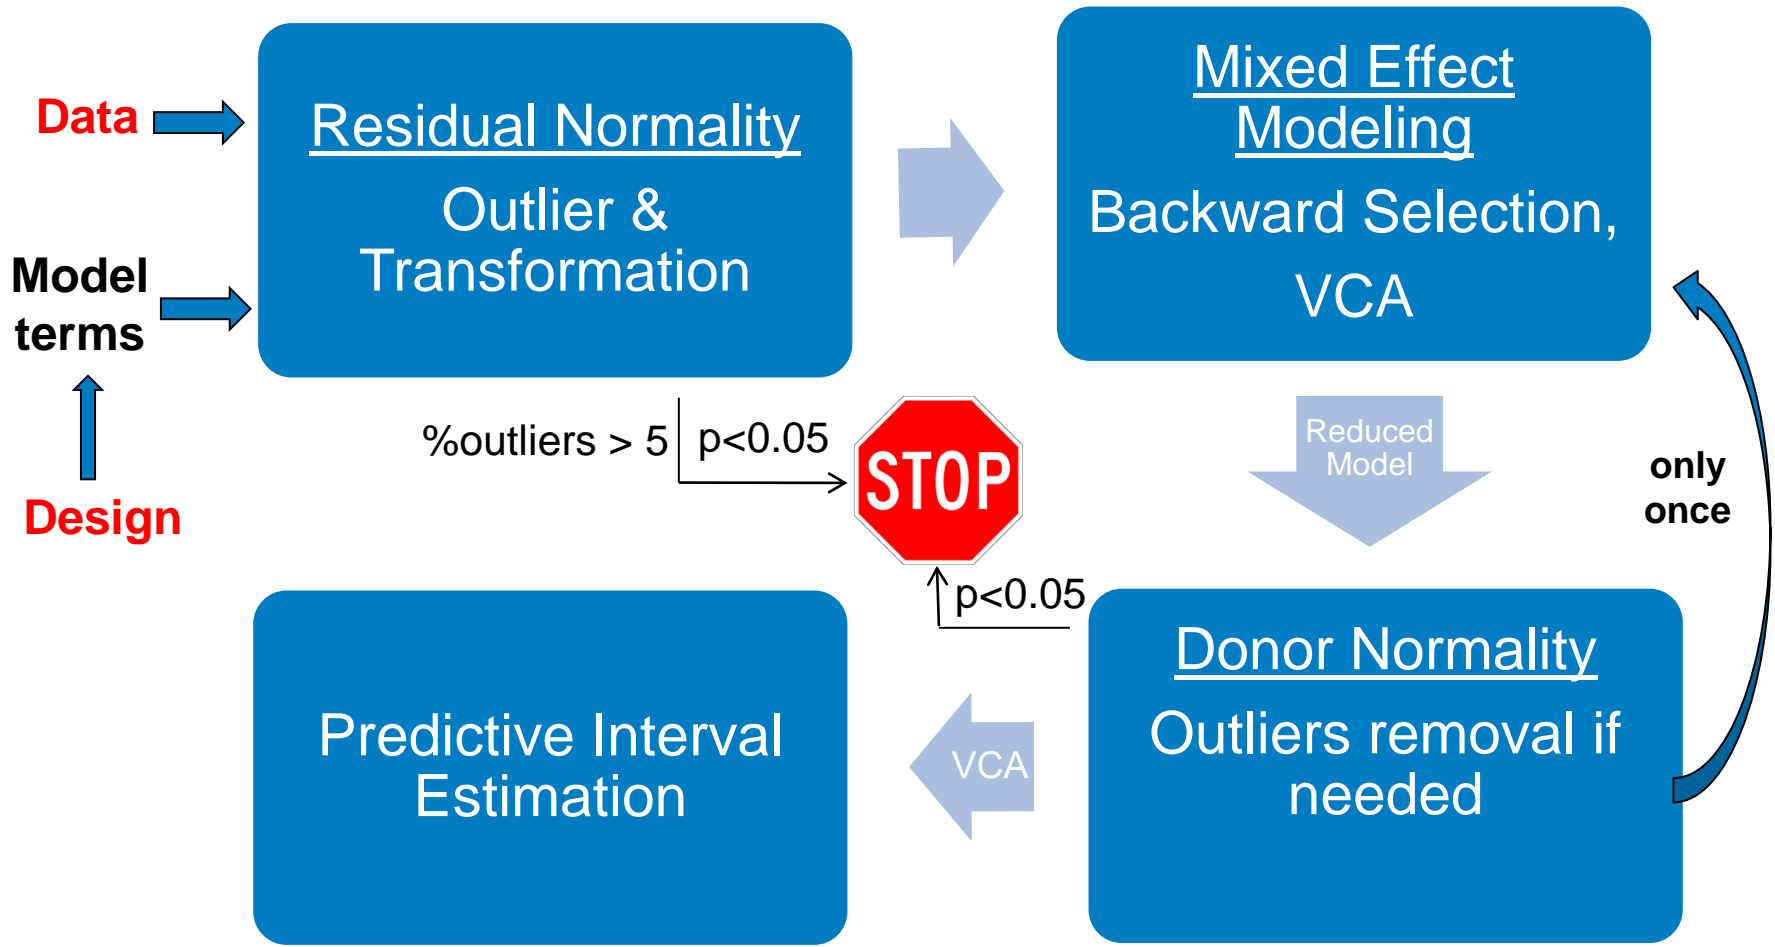 Data
Model
terms
Design
Residual Normality
Outlier &
Transformation
Mixed Effect
Modeling
Backward Selection,
VCA
%outliers > 5
p<0.05
STOP
Reduced
Model
only
once
p<0.05
Donor Normality
Outliers removal if
needed
VCA
Predictive Interval
Estimation